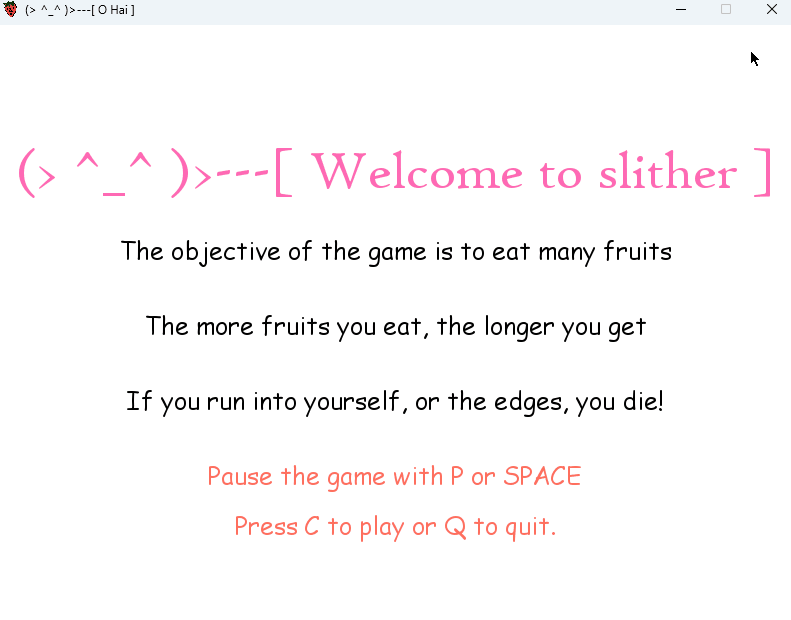 (> ^_^ )>---[ O Hai ]
(> ^_^ )>---[ Welcome to slither ]
The objective of the game is to eat many fruits
The more fruits you eat, the longer you get
If you run into yourself, or the edges, you die!
Pause the game with P or SPACE
Press C to play or Q to quit.